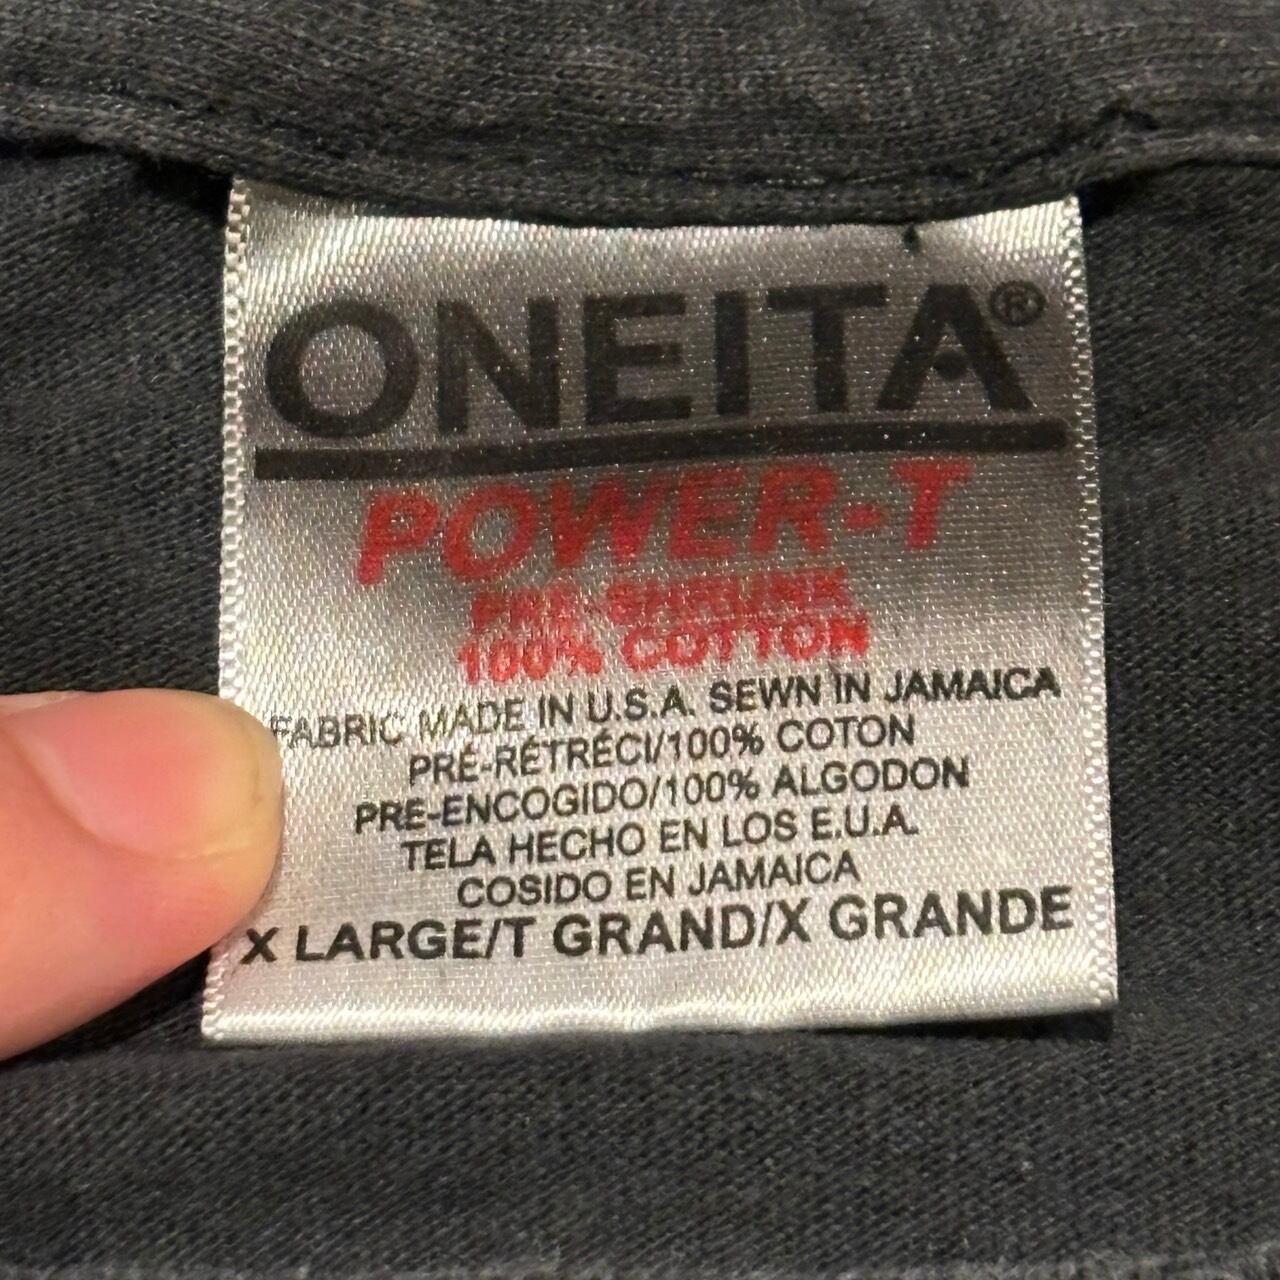 ONEITA®
POWER-T
PRE-SHRUNK
100% COTTON
FABRIC MADE IN U.S.A. SEWN IN JAMAICA
PRÉ-RÉTRÉCI/100% COTON
PRE-ENCOGIDO/100% ALGODON
TELA HECHO EN LOS E.U.A.
COSIDO EN JAMAICA
X LARGE/T GRAND/X GRANDE